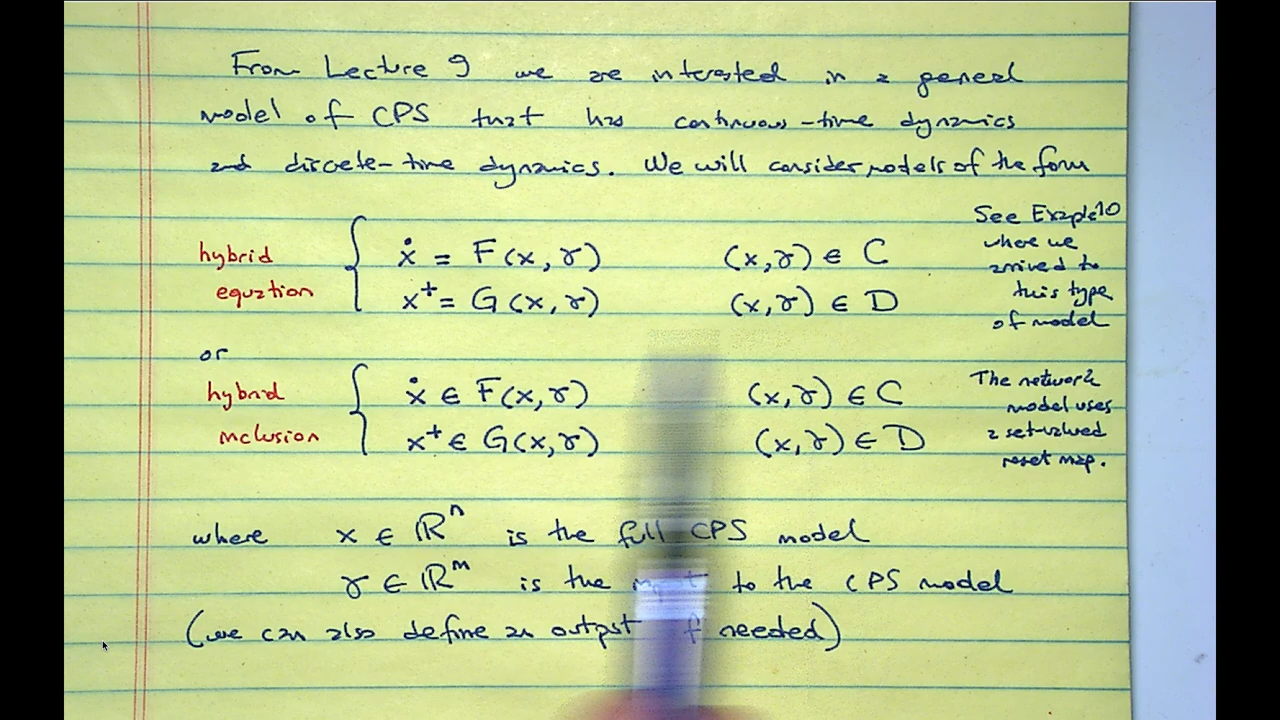 From Lecture 9 we are interested in a general
model of CPS that has continuous-time dynamics
and discrete-time dynamics. We will consider models of the form
hybrid
equation
ẋ = F(x,γ) (x,γ) ∈ C
x⁺ = G(x,γ) (x,γ) ∈ D
See Example 10
where we
arrived to
this type
of model
or
hybrid
inclusion
ẋ ∈ F(x,γ) (x,γ) ∈ C
x⁺ ∈ G(x,γ) (x,γ) ∈ D
The network
model uses
a set-valued
reset map.
where x ∈ ℝⁿ is the full CPS model
γ ∈ ℝᵐ is the to the CPS model
(we can also define an output needed)